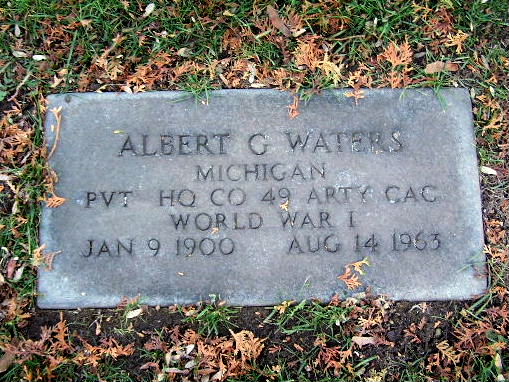 ALBERT G WATERS
MICHIGAN
PVT HQ CO 49 ARTY CAC
WORLD WAR I
JAN 9 1900 AUG 14 1963